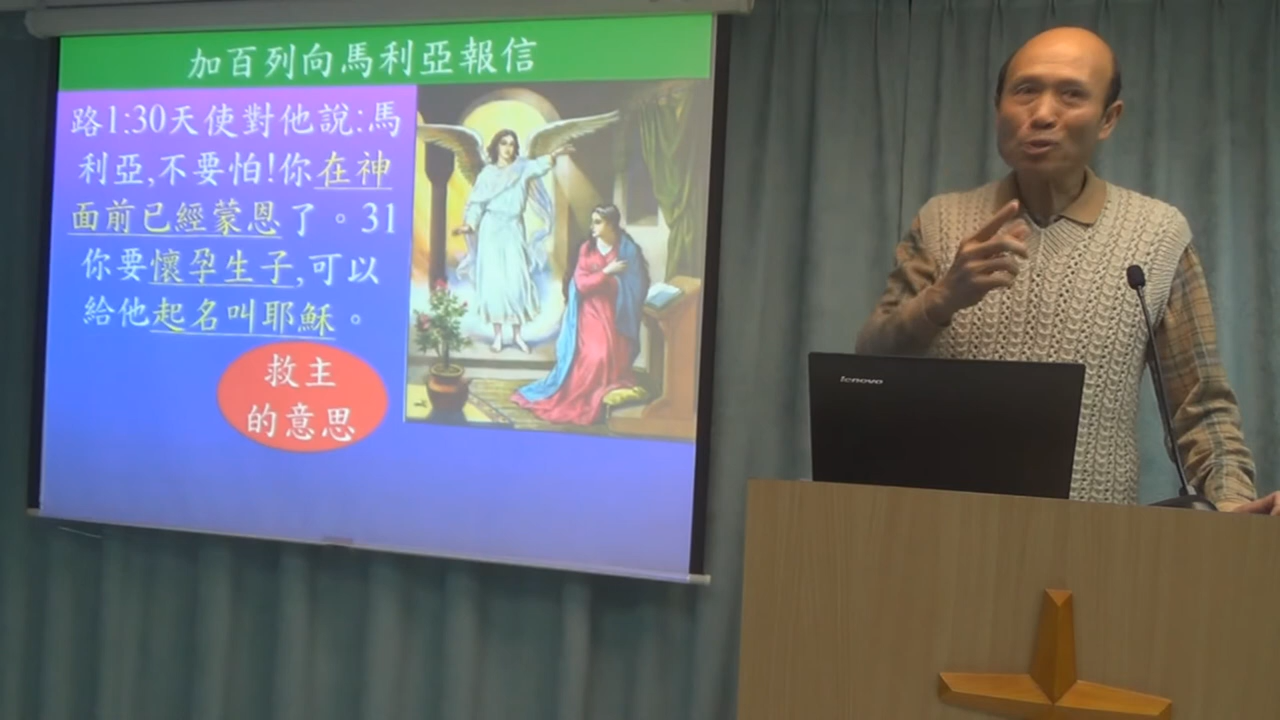 加百列向馬利亞報信
路1:30天使對他說:馬
利亞,不要怕!你在神
面前已經蒙恩了。31
你要懷孕生子,可以
給他起名叫耶穌。
救主
的意思
lenovo